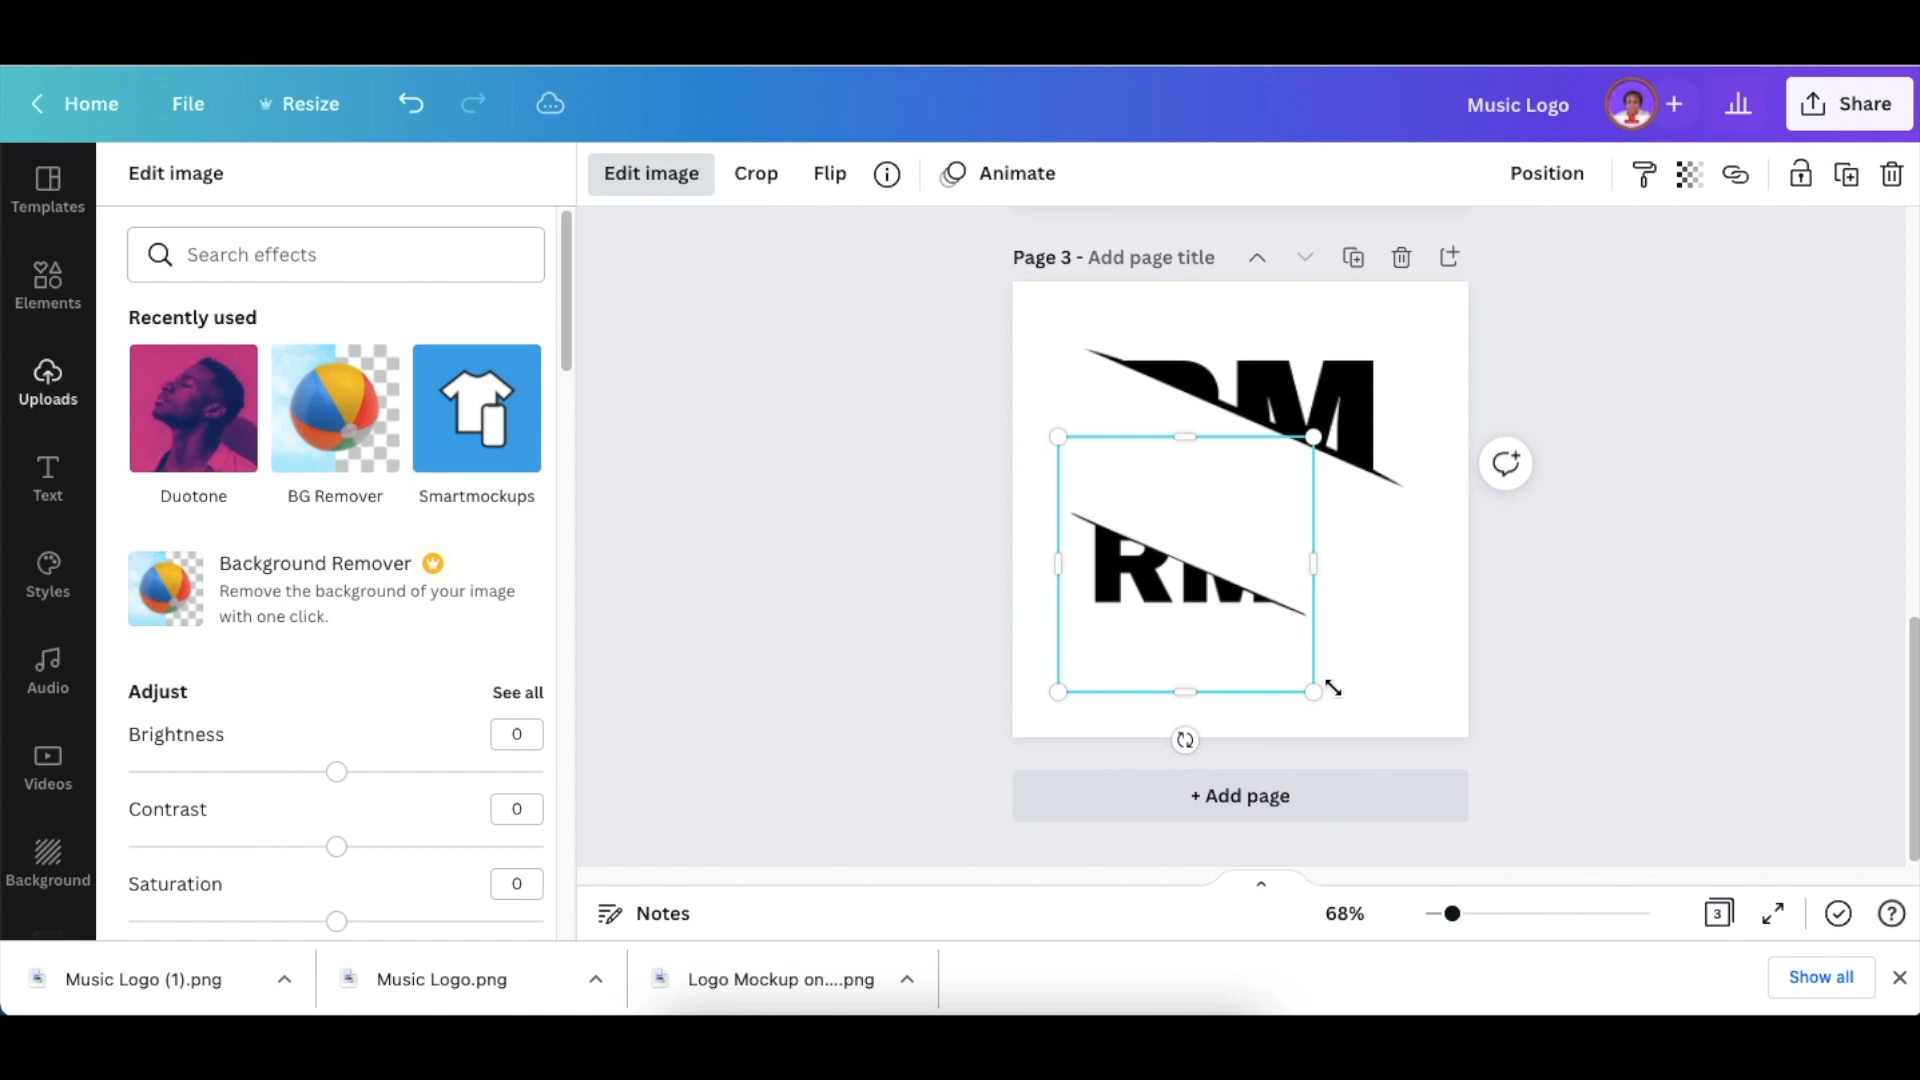 Home
File
Resize
Music Logo
Share
Templates
Elements
Uploads
Text
Styles
Audio
Videos
Background
Edit image
Search effects
Recently used
Duotone
BG Remover
Smartmockups
Background Remover
Remove the background of your image
with one click.
Adjust
See all
Brightness
0
Contrast
0
Saturation
0
Edit image
Crop
Flip
Animate
Position
Page 3 - Add page title
RM
RM
+ Add page
Notes
68%
3
Music Logo (1).png
Music Logo.png
Logo Mockup on....png
Show all